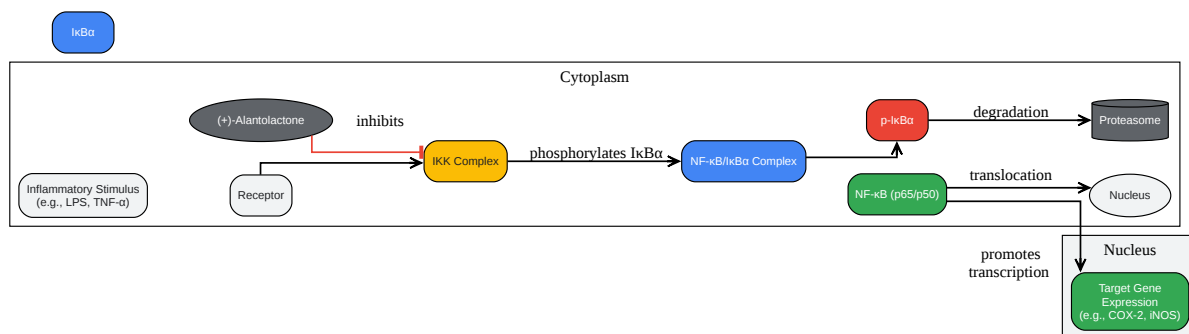 IκBα
Cytoplasm
(+)-Alantolactone
inhibits
p-IκBα
degradation
Proteasome
IKK Complex
phosphorylates IκBα
NF-κB/IκBα Complex
Inflammatory Stimulus
(e.g., LPS, TNF-α)
Receptor
NF-κB (p65/p50)
translocation
Nucleus
promotes
transcription
Nucleus
Target Gene
Expression
(e.g., COX-2, iNOS)